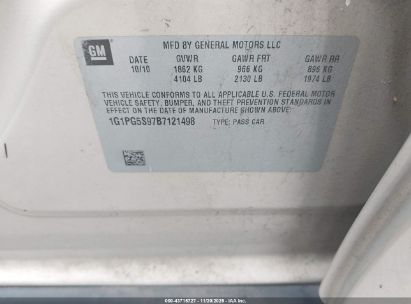 GM
MFD BY GENERAL MOTORS LLC
DATE GVWR GAWR FRT GAWR RR
10/10 1862 KG 966 KG 896 KG
4104 LB 2130 LB 1974 LB
THIS VEHICLE CONFORMS TO ALL APPLICABLE U.S. FEDERAL MOTOR
VEHICLE SAFETY, BUMPER, AND THEFT PREVENTION STANDARDS IN
EFFECT ON THE DATE OF MANUFACTURE SHOWN ABOVE.
1G1PG5S97B7121498 TYPE: PASS CAR